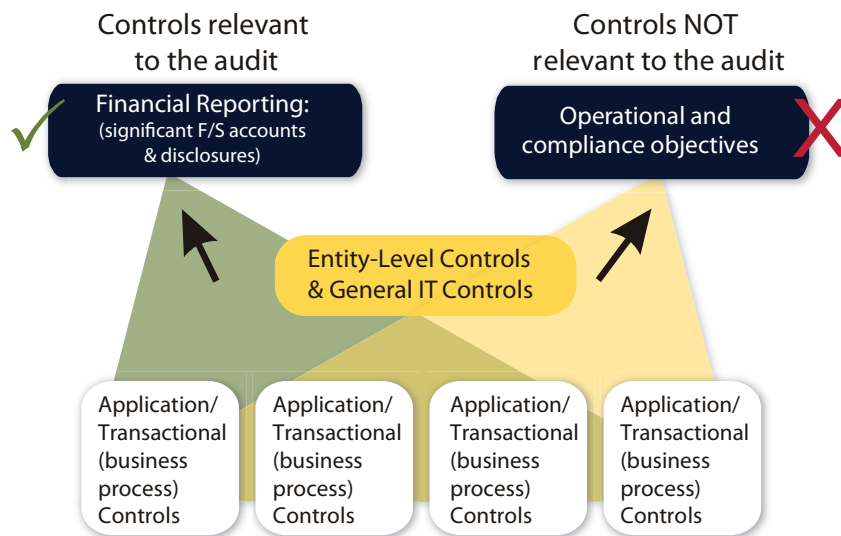 Controls relevant
to the audit
Controls NOT
relevant to the audit
Financial Reporting:
(significant F/S accounts
& disclosures)
Operational and
compliance objectives
Entity-Level Controls
& General IT Controls
Application/
Transactional
(business
process)
Controls
Application/
Transactional
(business
process)
Controls
Application/
Transactional
(business
process)
Controls
Application/
Transactional
(business
process)
Controls